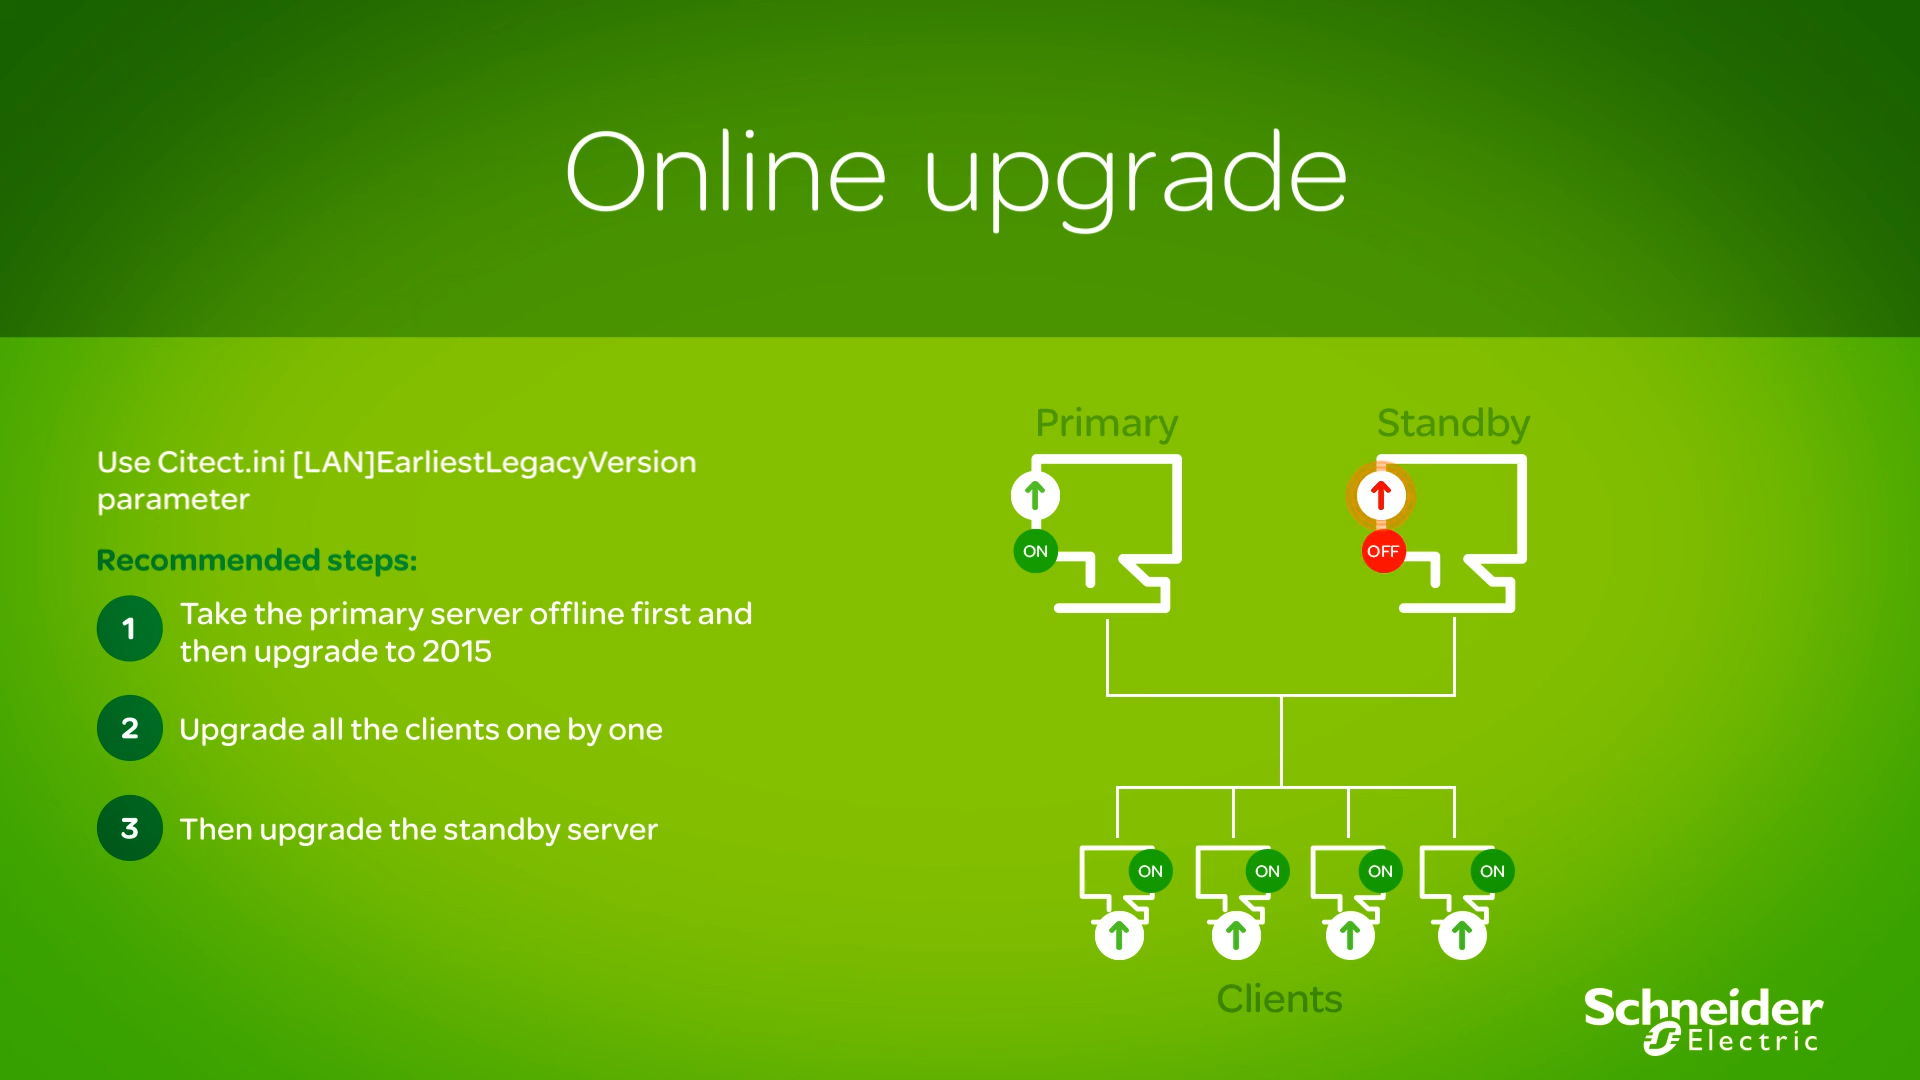 Online upgrade
Use Citect.ini [LAN]EarliestLegacyVersion
parameter
Recommended steps:
1 Take the primary server offline first and
then upgrade to 2015
2 Upgrade all the clients one by one
3 Then upgrade the standby server
Primary
Standby
ON
OFF
ON
ON
ON
ON
Clients
Schneider
Electric